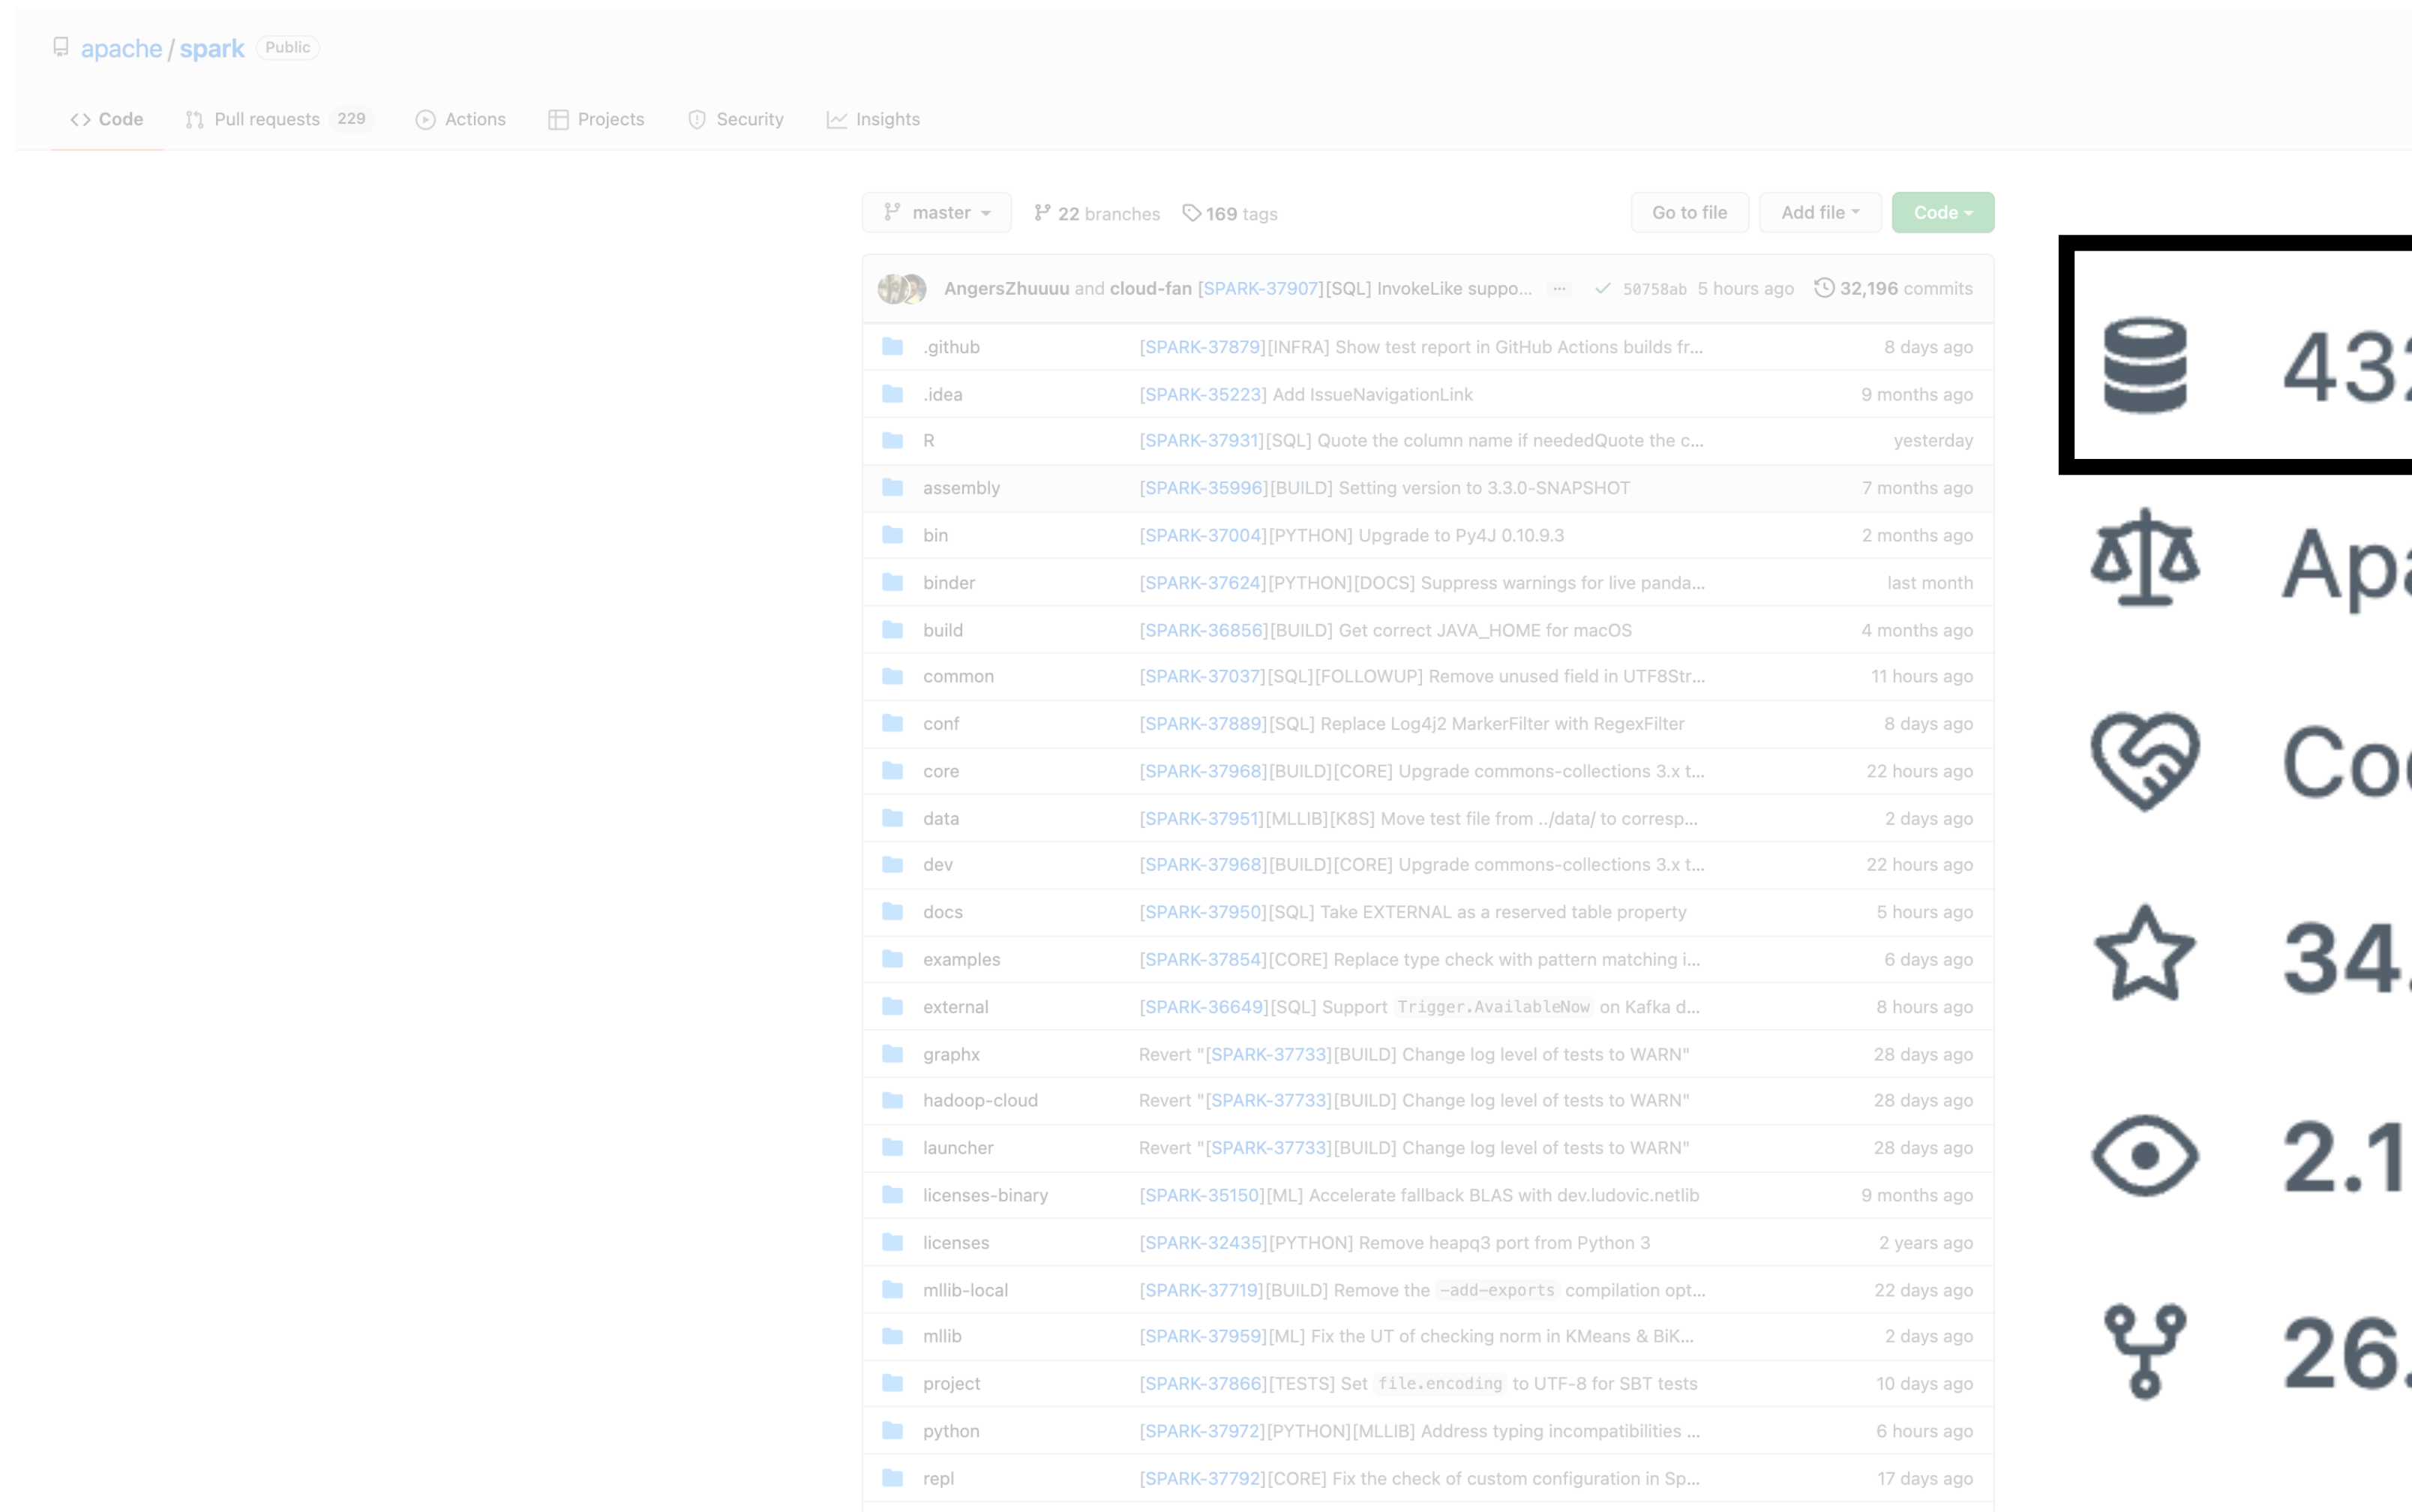 apache / spark Public
Code Pull requests 229 Actions Projects Security Insights
master 22 branches 169 tags Go to file Add file Code
AngersZhuuuu and cloud-fan [SPARK-37907][SQL] InvokeLike suppo... ... 50758ab 5 hours ago 32,196 commits
.github [SPARK-37879][INFRA] Show test report in GitHub Actions builds fr... 8 days ago
.idea [SPARK-35223] Add IssueNavigationLink 9 months ago
R [SPARK-37931][SQL] Quote the column name if neededQuote the c... yesterday
assembly [SPARK-35996][BUILD] Setting version to 3.3.0-SNAPSHOT 7 months ago
bin [SPARK-37004][PYTHON] Upgrade to Py4J 0.10.9.3 2 months ago
binder [SPARK-37624][PYTHON][DOCS] Suppress warnings for live panda... last month
build [SPARK-36856][BUILD] Get correct JAVA_HOME for macOS 4 months ago
common [SPARK-37037][SQL][FOLLOWUP] Remove unused field in UTF8Str... 11 hours ago
conf [SPARK-37889][SQL] Replace Log4j2 MarkerFilter with RegexFilter 8 days ago
core [SPARK-37968][BUILD][CORE] Upgrade commons-collections 3.x t... 22 hours ago
data [SPARK-37951][MLLIB][K8S] Move test file from ../data/ to corresp... 2 days ago
dev [SPARK-37968][BUILD][CORE] Upgrade commons-collections 3.x t... 22 hours ago
docs [SPARK-37950][SQL] Take EXTERNAL as a reserved table property 5 hours ago
examples [SPARK-37854][CORE] Replace type check with pattern matching i... 6 days ago
external [SPARK-36649][SQL] Support Trigger.AvailableNow on Kafka d... 8 hours ago
graphx Revert "[SPARK-37733][BUILD] Change log level of tests to WARN" 28 days ago
hadoop-cloud Revert "[SPARK-37733][BUILD] Change log level of tests to WARN" 28 days ago
launcher Revert "[SPARK-37733][BUILD] Change log level of tests to WARN" 28 days ago
licenses-binary [SPARK-35150][ML] Accelerate fallback BLAS with dev.ludovic.netlib 9 months ago
licenses [SPARK-32435][PYTHON] Remove heapq3 port from Python 3 2 years ago
mllib-local [SPARK-37719][BUILD] Remove the -add-exports compilation opt... 22 days ago
mllib [SPARK-37959][ML] Fix the UT of checking norm in KMeans & BiK... 2 days ago
project [SPARK-37866][TESTS] Set file.encoding to UTF-8 for SBT tests 10 days ago
python [SPARK-37972][PYTHON][MLLIB] Address typing incompatibilities ... 6 hours ago
repl [SPARK-37792][CORE] Fix the check of custom configuration in Sp... 17 days ago
34.
2.1
26.